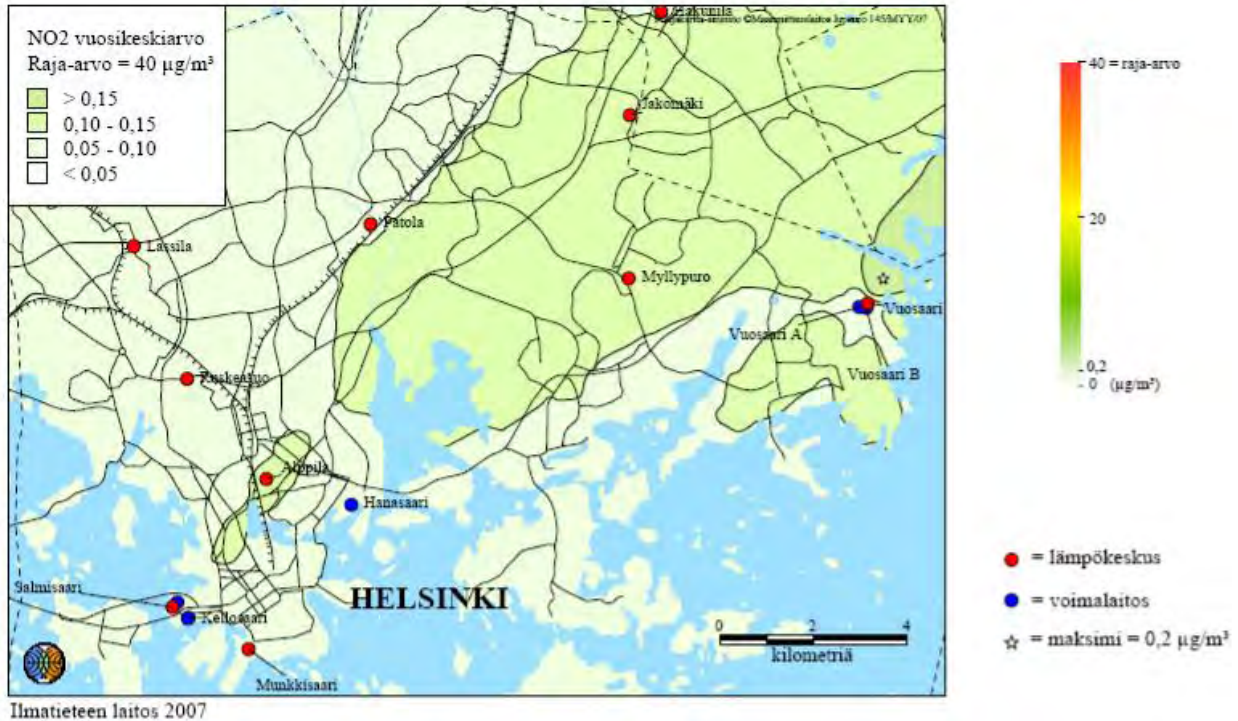 NO2 vuosikeskiarvo
Raja-arvo = 40 µg/m³
> 0,15
0,10 - 0,15
0,05 - 0,10
< 0,05
Hakunila
Jakomäki
Patola
Lassila
Myllypuro
Vuosaari
Vuosaari A
Vuosaari B
Ruskeasuo
Alppila
Hanasaari
Salmisaari
Kellosaari
HELSINKI
Munkkisaari
0 2 4
kilometriä
40 = raja-arvo
20
0,2
0 (µg/m³)
= lämpökeskus
= voimalaitos
= maksimi = 0,2 µg/m³
Ilmatieteen laitos 2007